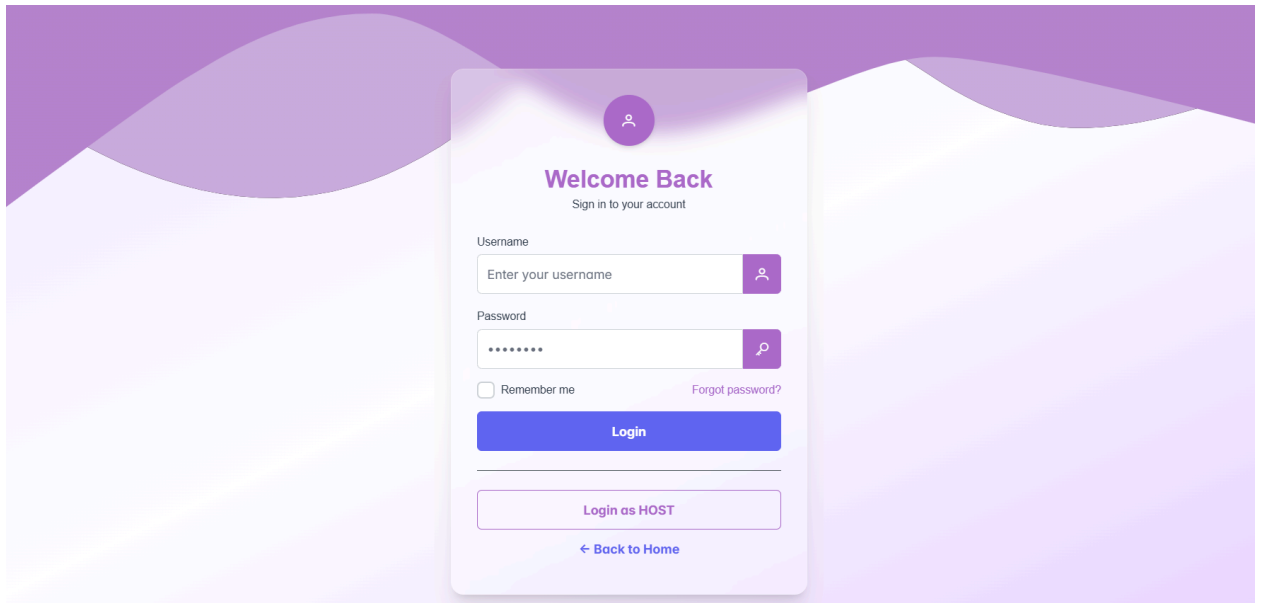 Welcome Back
Sign in to your account
Username
Enter your username
Password
••••••••
Remember me
Forgot password?
Login
Login as HOST
← Back to Home